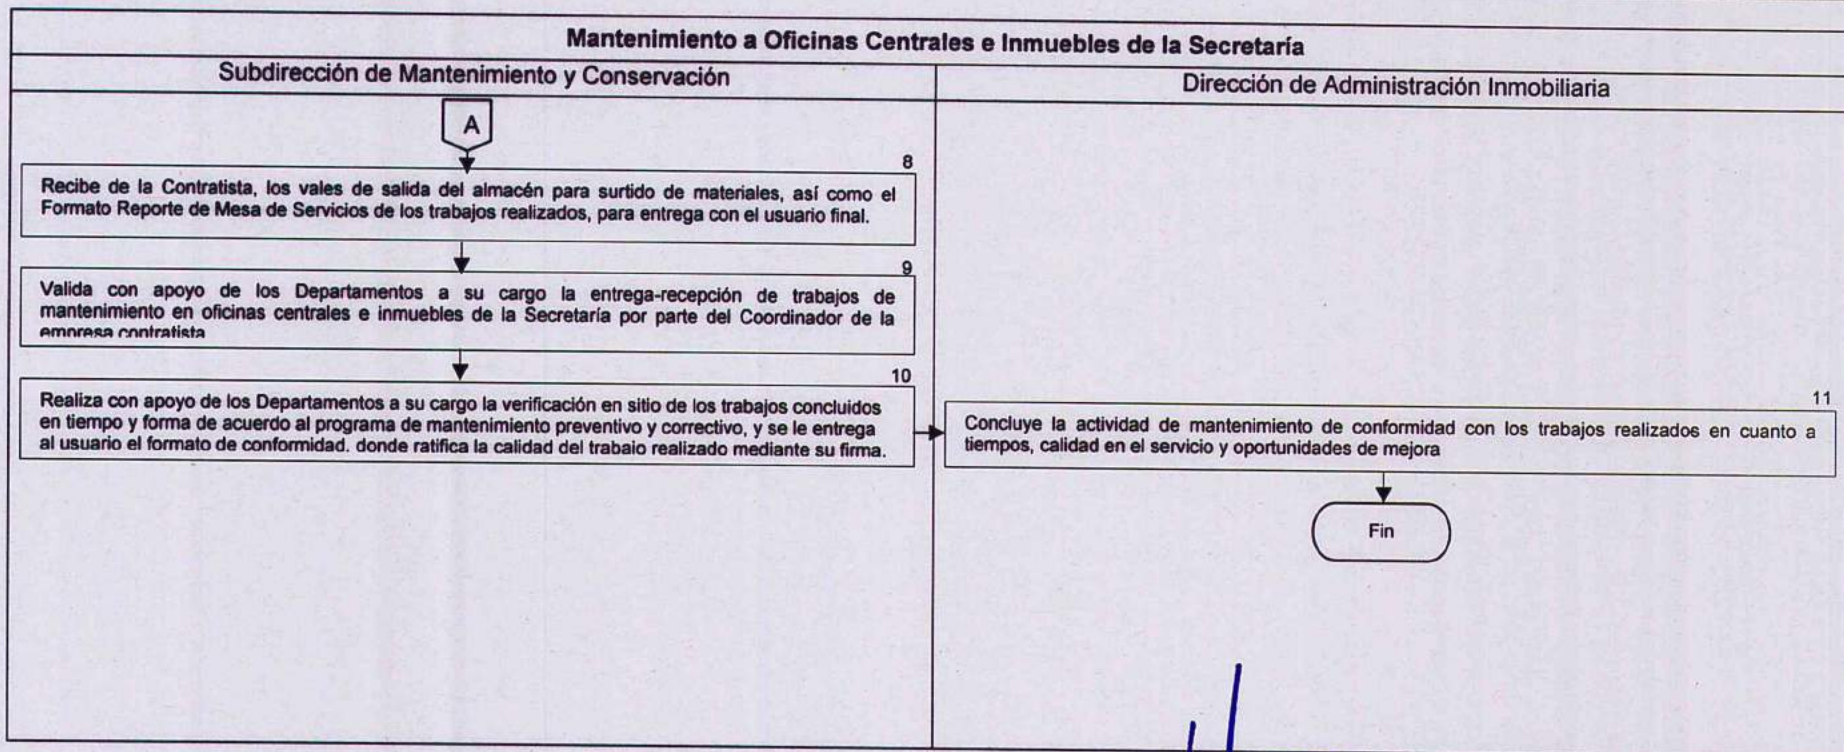 Mantenimiento a Oficinas Centrales e Inmuebles de la Secretaría
Subdirección de Mantenimiento y Conservación
Dirección de Administración Inmobiliaria
A
8
Recibe de la Contratista, los vales de salida del almacén para surtido de materiales, así como el
Formato Reporte de Mesa de Servicios de los trabajos realizados, para entrega con el usuario final.
9
Valida con apoyo de los Departamentos a su cargo la entrega-recepción de trabajos de
mantenimiento en oficinas centrales e inmuebles de la Secretaría por parte del Coordinador de la
empresa contratista
10
Realiza con apoyo de los Departamentos a su cargo la verificación en sitio de los trabajos concluidos
en tiempo y forma de acuerdo al programa de mantenimiento preventivo y correctivo, y se le entrega
al usuario el formato de conformidad. donde ratifica la calidad del trabajo realizado mediante su firma.
11
Concluye la actividad de mantenimiento de conformidad con los trabajos realizados en cuanto a
tiempos, calidad en el servicio y oportunidades de mejora
Fin